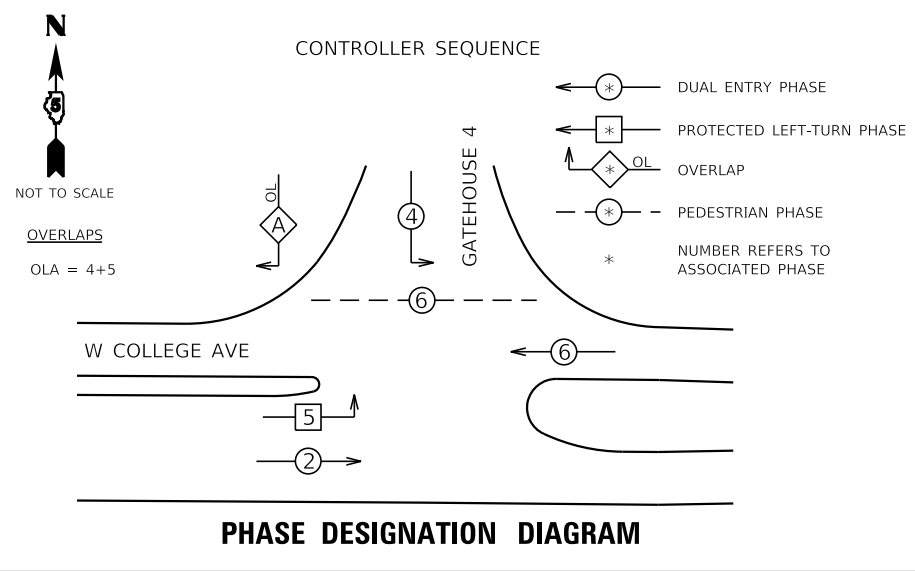 N
5
NOT TO SCALE
OVERLAPS
OLA = 4+5
CONTROLLER SEQUENCE
* DUAL ENTRY PHASE
* PROTECTED LEFT-TURN PHASE
* OL OVERLAP
* PEDESTRIAN PHASE
* NUMBER REFERS TO
ASSOCIATED PHASE
OL
A
4
GATEHOUSE 4
6
W COLLEGE AVE
6
5
2
PHASE DESIGNATION DIAGRAM